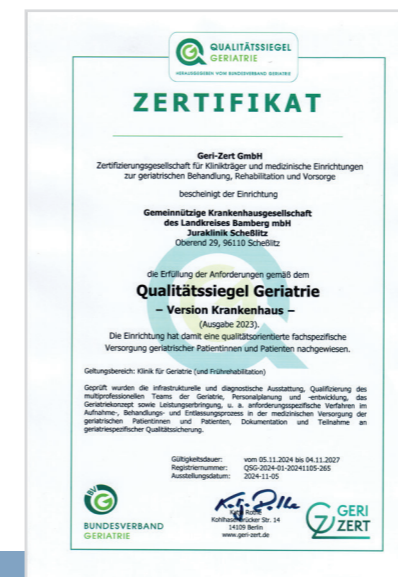 QUALITÄTSSIEGEL
GERIATRIE
HERAUSGEGEBEN VOM BUNDESVERBAND GERIATRIE
ZERTIFIKAT
Geri-Zert GmbH
Zertifizierungsgesellschaft für Klinikträger und medizinische Einrichtungen
zur geriatrischen Behandlung, Rehabilitation und Vorsorge
bescheinigt der Einrichtung
Gemeinnützige Krankenhausgesellschaft
des Landkreises Bamberg mbH
Juraklinik Scheßlitz
Oberend 29, 96110 Scheßlitz
die Erfüllung der Anforderungen gemäß dem
Qualitätssiegel Geriatrie
– Version Krankenhaus –
(Ausgabe 2023).
Die Einrichtung hat damit eine qualitätsorientierte fachspezifische
Versorgung geriatrischer Patientinnen und Patienten nachgewiesen.
Geltungsbereich: Klinik für Geriatrie (und Frührehabilitation)
Geprüft wurden die infrastrukturelle und diagnostische Ausstattung, Qualifizierung des
multiprofessionellen Teams der Geriatrie, Personalplanung und -entwicklung, das
Geriatriekonzept sowie Leistungserbringung, u. a. anforderungsspezifische Verfahren im
Aufnahme-, Behandlungs- und Entlassungsprozess in der medizinischen Versorgung der
geriatrischen Patientinnen und Patienten, Dokumentation und Teilnahme an
geriatriespezifischer Qualitätssicherung.
Gültigkeitsdauer: vom 05.11.2024 bis 04.11.2027
Registriernummer: QSG-2024-01-20241105-265
Ausstellungsdatum: 2024-11-05
BV
BUNDESVERBAND
GERIATRIE
Rothe
Kohlhasenbrücker Str. 14
14109 Berlin
www.geri-zert.de
GERI
ZERT